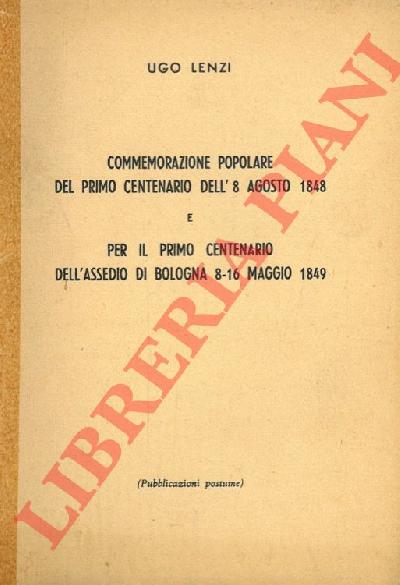 UGO LENZI
COMMEMORAZIONE POPOLARE
DEL PRIMO CENTENARIO DELL'8 AGOSTO 1848
E
PER IL PRIMO CENTENARIO
DELL'ASSEDIO DI BOLOGNA 8-16 MAGGIO 1849
(Pubblicazioni postume)
LIBRERIA PIANI